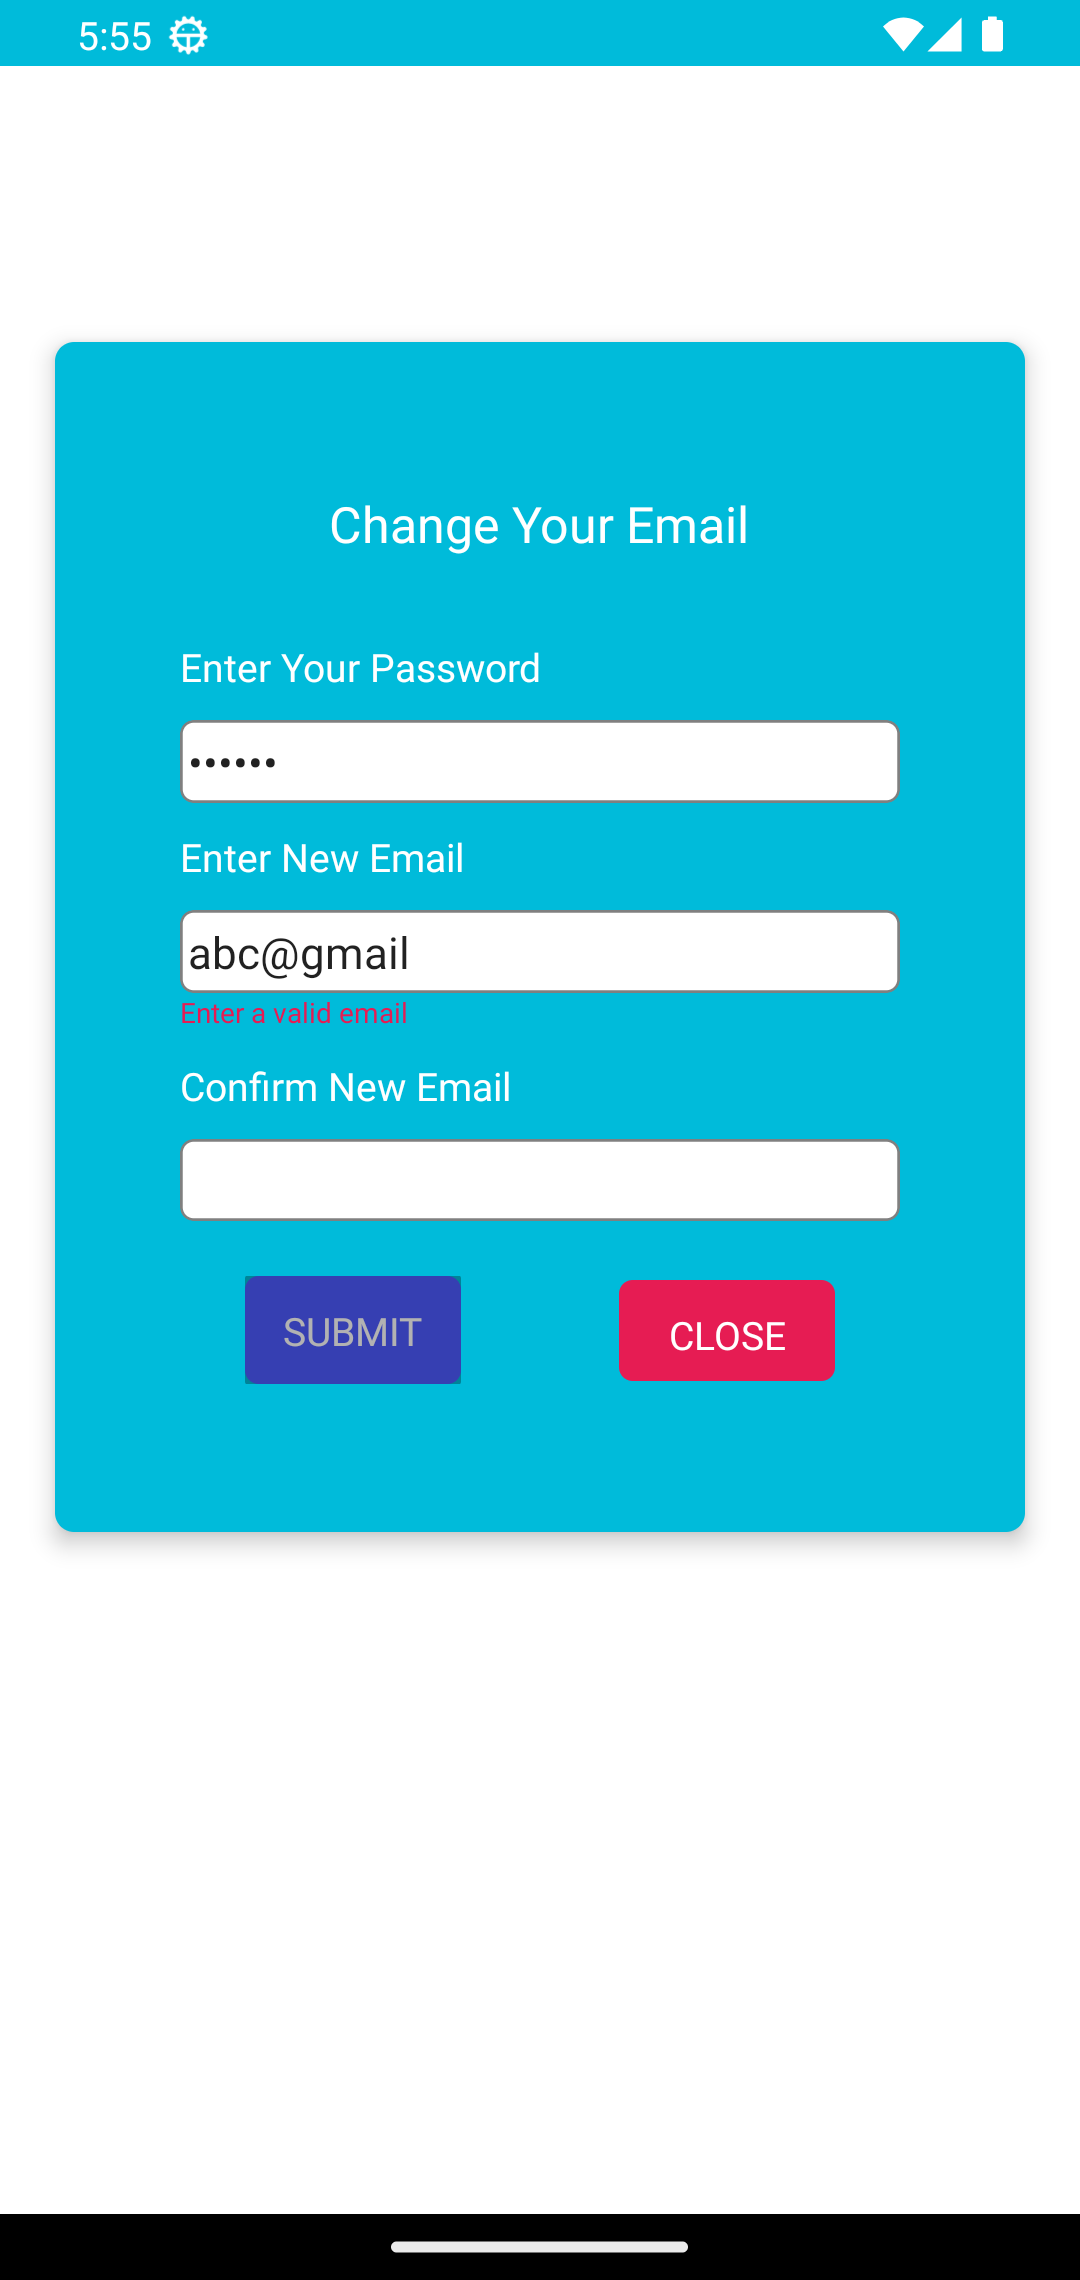 5:55
Change Your Email
Enter Your Password
••••••
Enter New Email
abc@gmail
Enter a valid email
Confirm New Email
SUBMIT
CLOSE